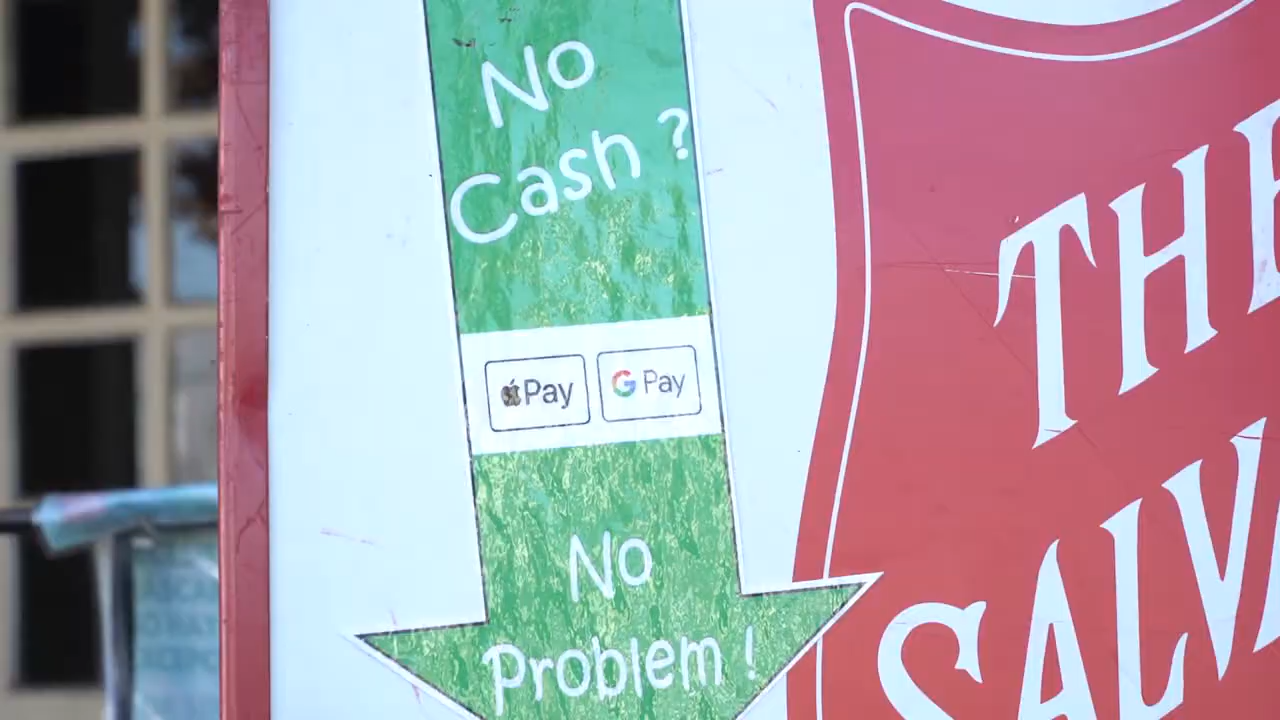 No
Cash ?
Pay
G Pay
No
Problem !
THE
SALV